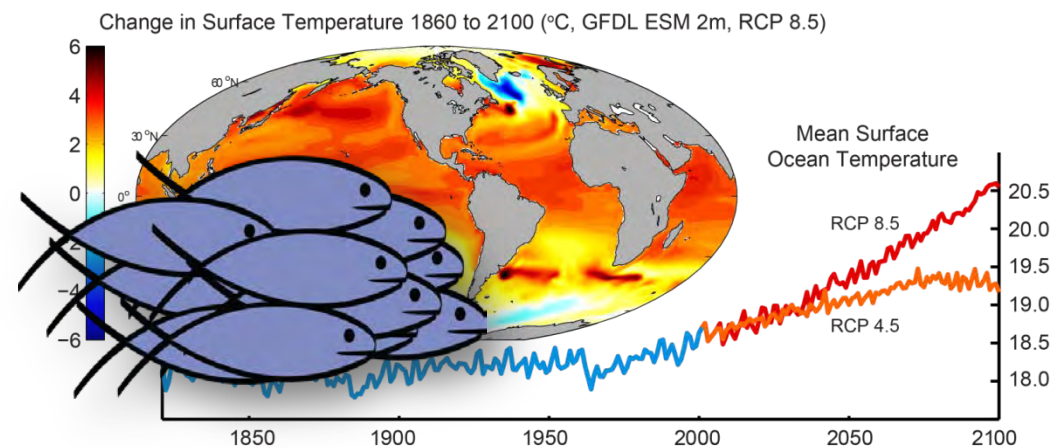 Change in Surface Temperature 1860 to 2100 (°C, GFDL ESM 2m, RCP 8.5)
6
4
2
0
2
−4
−6
60 °N
30 °N
0°
Mean Surface
Ocean Temperature
RCP 8.5
RCP 4.5
20.5
20.0
19.5
19.0
18.5
18.0
1850
1900
1950
2000
2050
2100